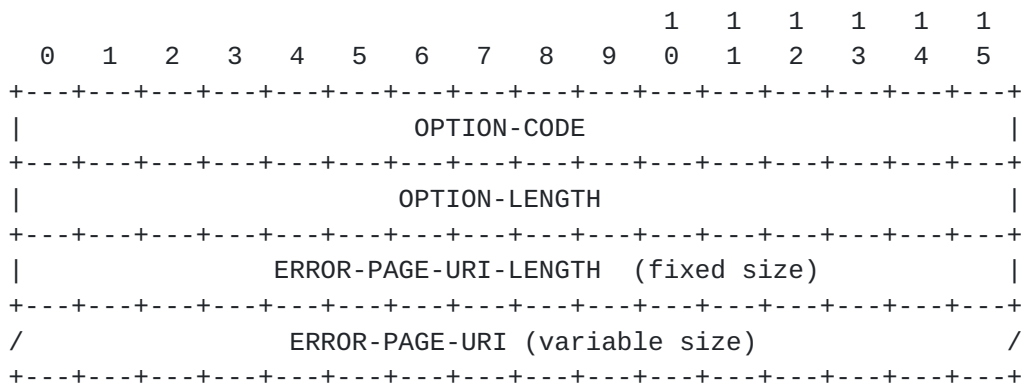 1   1   1   1   1   1
  0   1   2   3   4   5   6   7   8   9   0   1   2   3   4   5
+---+---+---+---+---+---+---+---+---+---+---+---+---+---+---+---+
|                         OPTION-CODE                           |
+---+---+---+---+---+---+---+---+---+---+---+---+---+---+---+---+
|                        OPTION-LENGTH                          |
+---+---+---+---+---+---+---+---+---+---+---+---+---+---+---+---+
|                ERROR-PAGE-URI-LENGTH  (fixed size)            |
+---+---+---+---+---+---+---+---+---+---+---+---+---+---+---+---+
/                 ERROR-PAGE-URI (variable size)                /
+---+---+---+---+---+---+---+---+---+---+---+---+---+---+---+---+